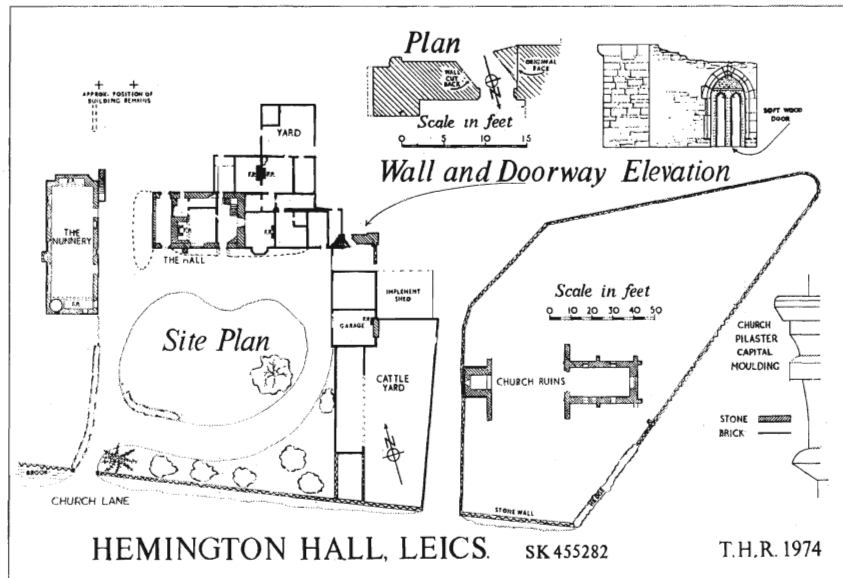 Plan
WALL
CUT
BACK
ORIGINAL
FACE
N
Scale in feet
0 5 10 15
SOFT WOOD
DOOR
Wall and Doorway Elevation
APPROX. POSITION OF
BUILDING REMAINS
YARD
F.P.
F.P.
THE
NUNNERY
F.P.
THE HALL
IMPLEMENT
SHED
GARAGE
Site Plan
CATTLE
YARD
N
BROOK
CHURCH LANE
Scale in feet
0 10 20 30 40 50
CHURCH RUINS
CHURCH
PILASTER
CAPITAL
MOULDING
STONE
BRICK
STONE WALL
HEMINGTON HALL, LEICS. SK 455282 T.H.R. 1974